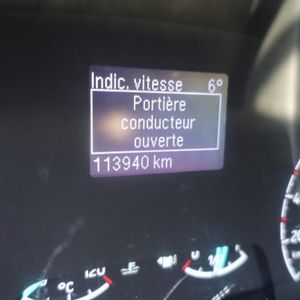 Indic. vitesse 6°
Portière
conducteur
ouverte
113940 km
°C